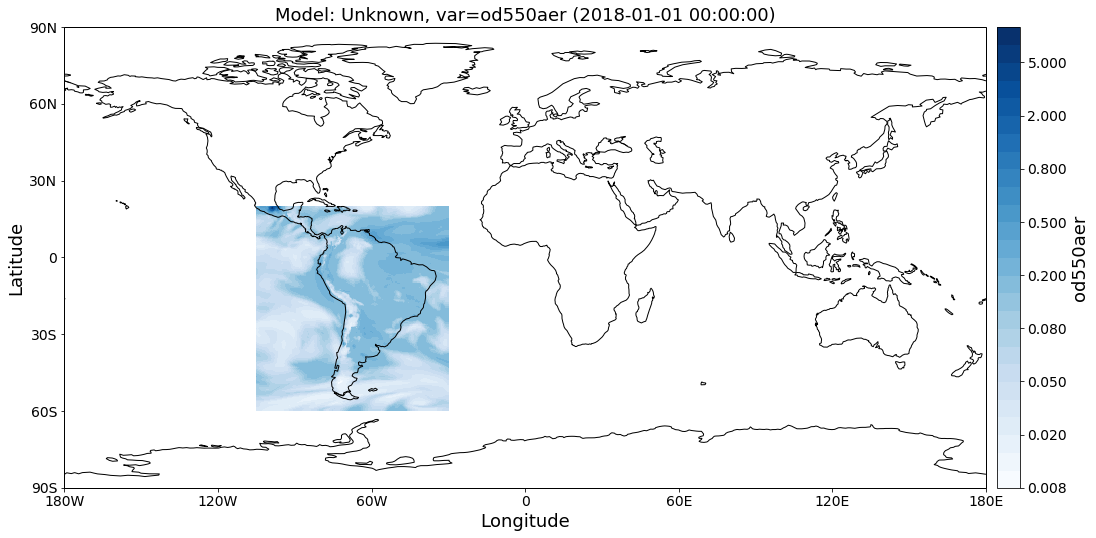 Model: Unknown, var=od550aer (2018-01-01 00:00:00)
90N
60N
30N
0
30S
60S
90S
Latitude
180W
120W
60W
0
60E
120E
180E
Longitude
5.000
2.000
0.800
0.500
0.200
0.080
0.050
0.020
0.008
od550aer